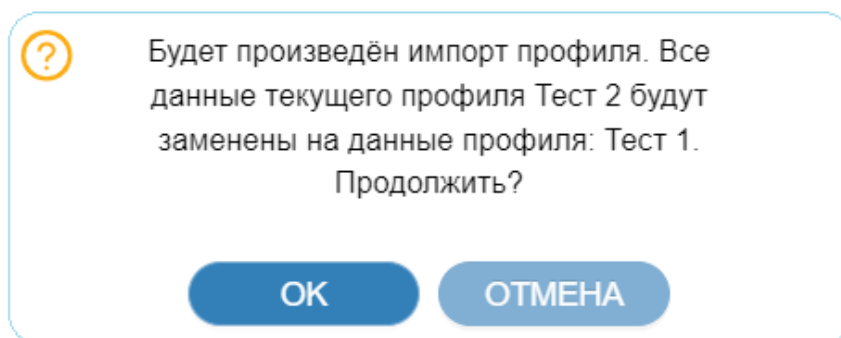 Будет произведён импорт профиля. Все
данные текущего профиля Тест 2 будут
заменены на данные профиля: Тест 1.
Продолжить?
ОК ОТМЕНА